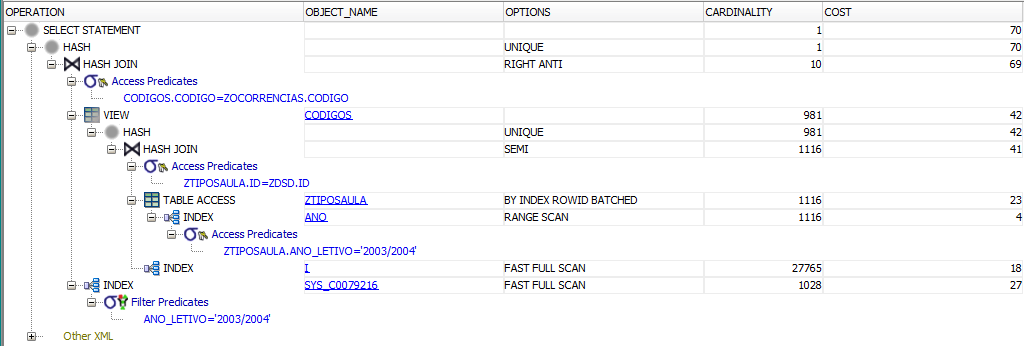 OPERATION OBJECT_NAME OPTIONS CARDINALITY COST
SELECT STATEMENT 1 70
HASH UNIQUE 1 70
HASH JOIN RIGHT ANTI 10 69
Access Predicates
CODIGOS.CODIGO=ZOCORRENCIAS.CODIGO
VIEW CODIGOS 981 42
HASH UNIQUE 981 42
HASH JOIN SEMI 1116 41
Access Predicates
ZTIPOSAULA.ID=ZDSD.ID
TABLE ACCESS ZTIPOSAULA BY INDEX ROWID BATCHED 1116 23
INDEX ANO RANGE SCAN 1116 4
Access Predicates
ZTIPOSAULA.ANO_LETIVO='2003/2004'
INDEX I FAST FULL SCAN 27765 18
INDEX SYS_C0079216 FAST FULL SCAN 1028 27
Filter Predicates
ANO_LETIVO='2003/2004'
Other XML